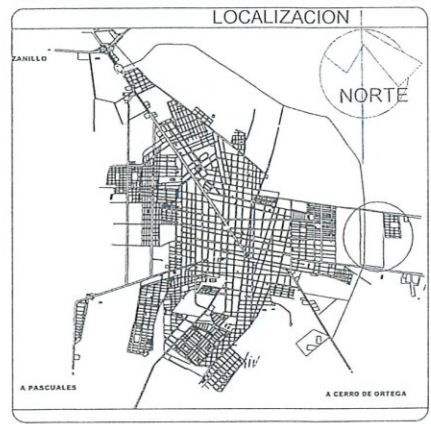 LOCALIZACION
ZANILLO
NORTE
A PASCUALES
A CERRO DE ORTEGA